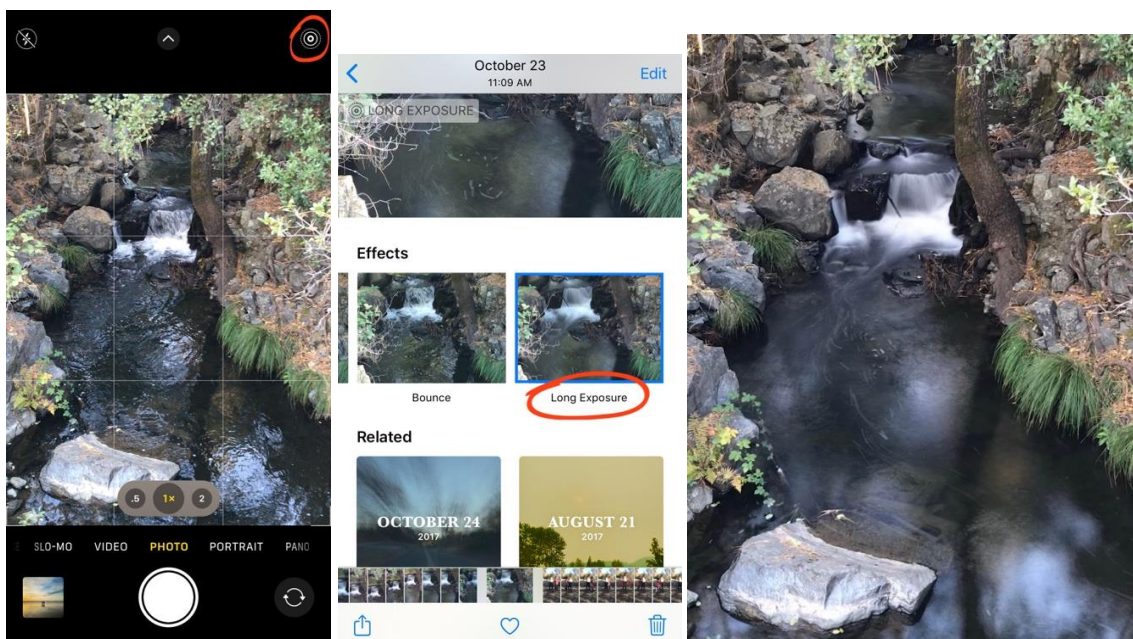 .5
1×
2
SLO-MO
VIDEO
PHOTO
PORTRAIT
PANO
October 23
11:09 AM
Edit
LONG EXPOSURE
Effects
Bounce
Long Exposure
Related
OCTOBER 24
2017
AUGUST 21
2017